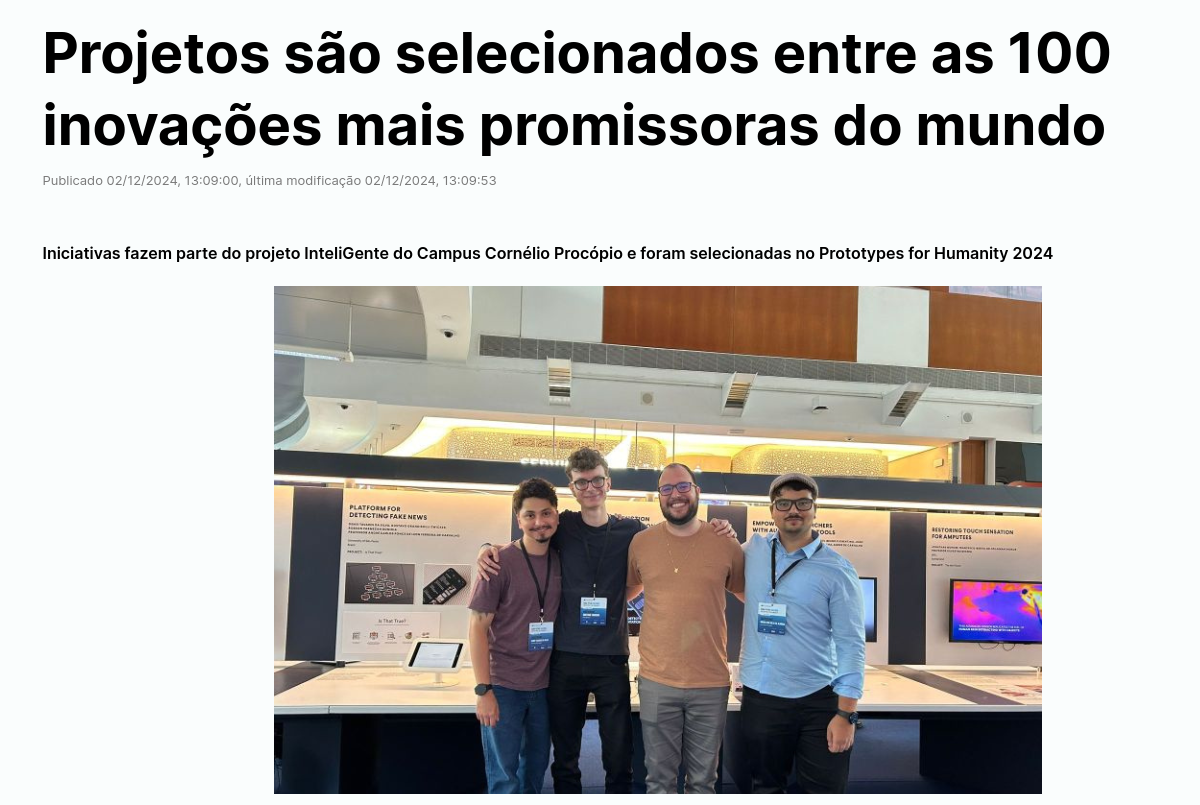 Projetos são selecionados entre as 100
inovações mais promissoras do mundo
Publicado 02/12/2024, 13:09:00, última modificação 02/12/2024, 13:09:53
Iniciativas fazem parte do projeto InteliGente do Campus Cornélio Procópio e foram selecionadas no Prototypes for Humanity 2024
PLATFORM FOR
DETECTING FAKE NEWS
Is That True?
RESTORING TOUCH SENSATION
FOR AMPUTEES